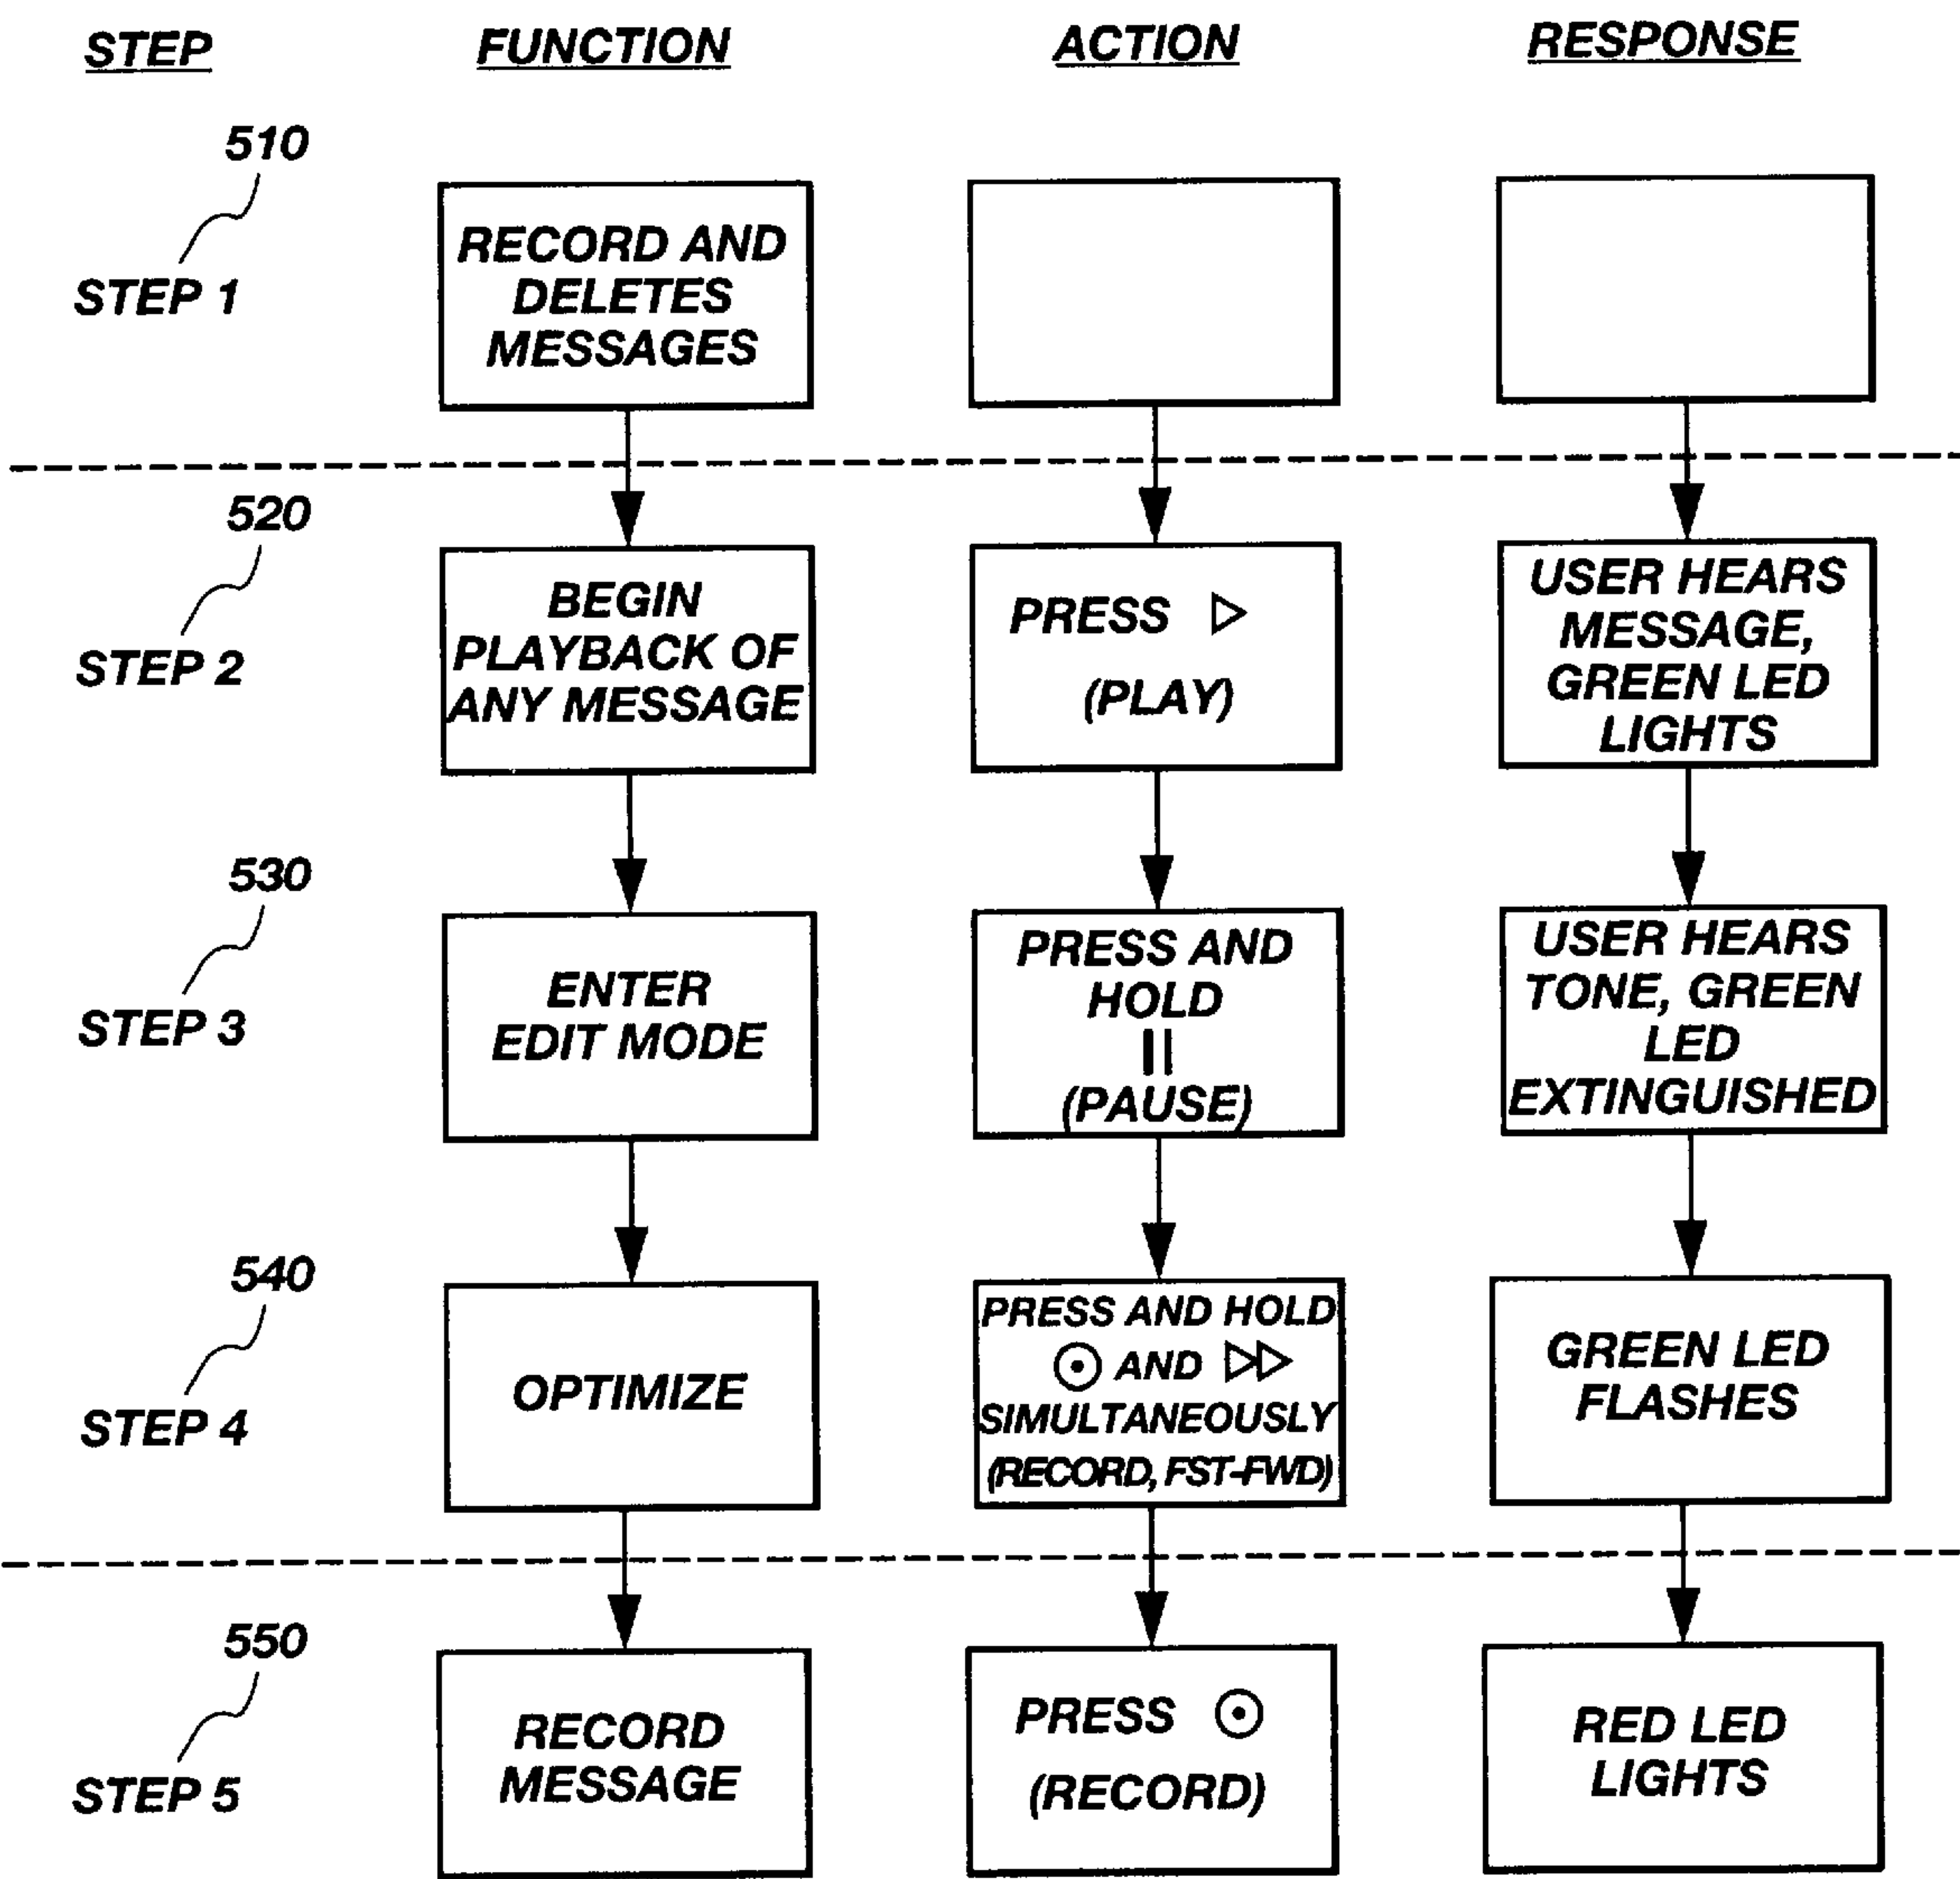 STEP FUNCTION ACTION RESPONSE
510
STEP 1
RECORD AND
DELETES
MESSAGES
520
STEP 2
BEGIN
PLAYBACK OF
ANY MESSAGE
PRESS
(PLAY)
USER HEARS
MESSAGE,
GREEN LED
LIGHTS
530
STEP 3
ENTER
EDIT MODE
PRESS AND
HOLD
(PAUSE)
USER HEARS
TONE, GREEN
LED
EXTINGUISHED
540
STEP 4
OPTIMIZE
PRESS AND HOLD
AND
SIMULTANEOUSLY
(RECORD, FST-FWD)
GREEN LED
FLASHES
550
STEP 5
RECORD
MESSAGE
PRESS
(RECORD)
RED LED
LIGHTS